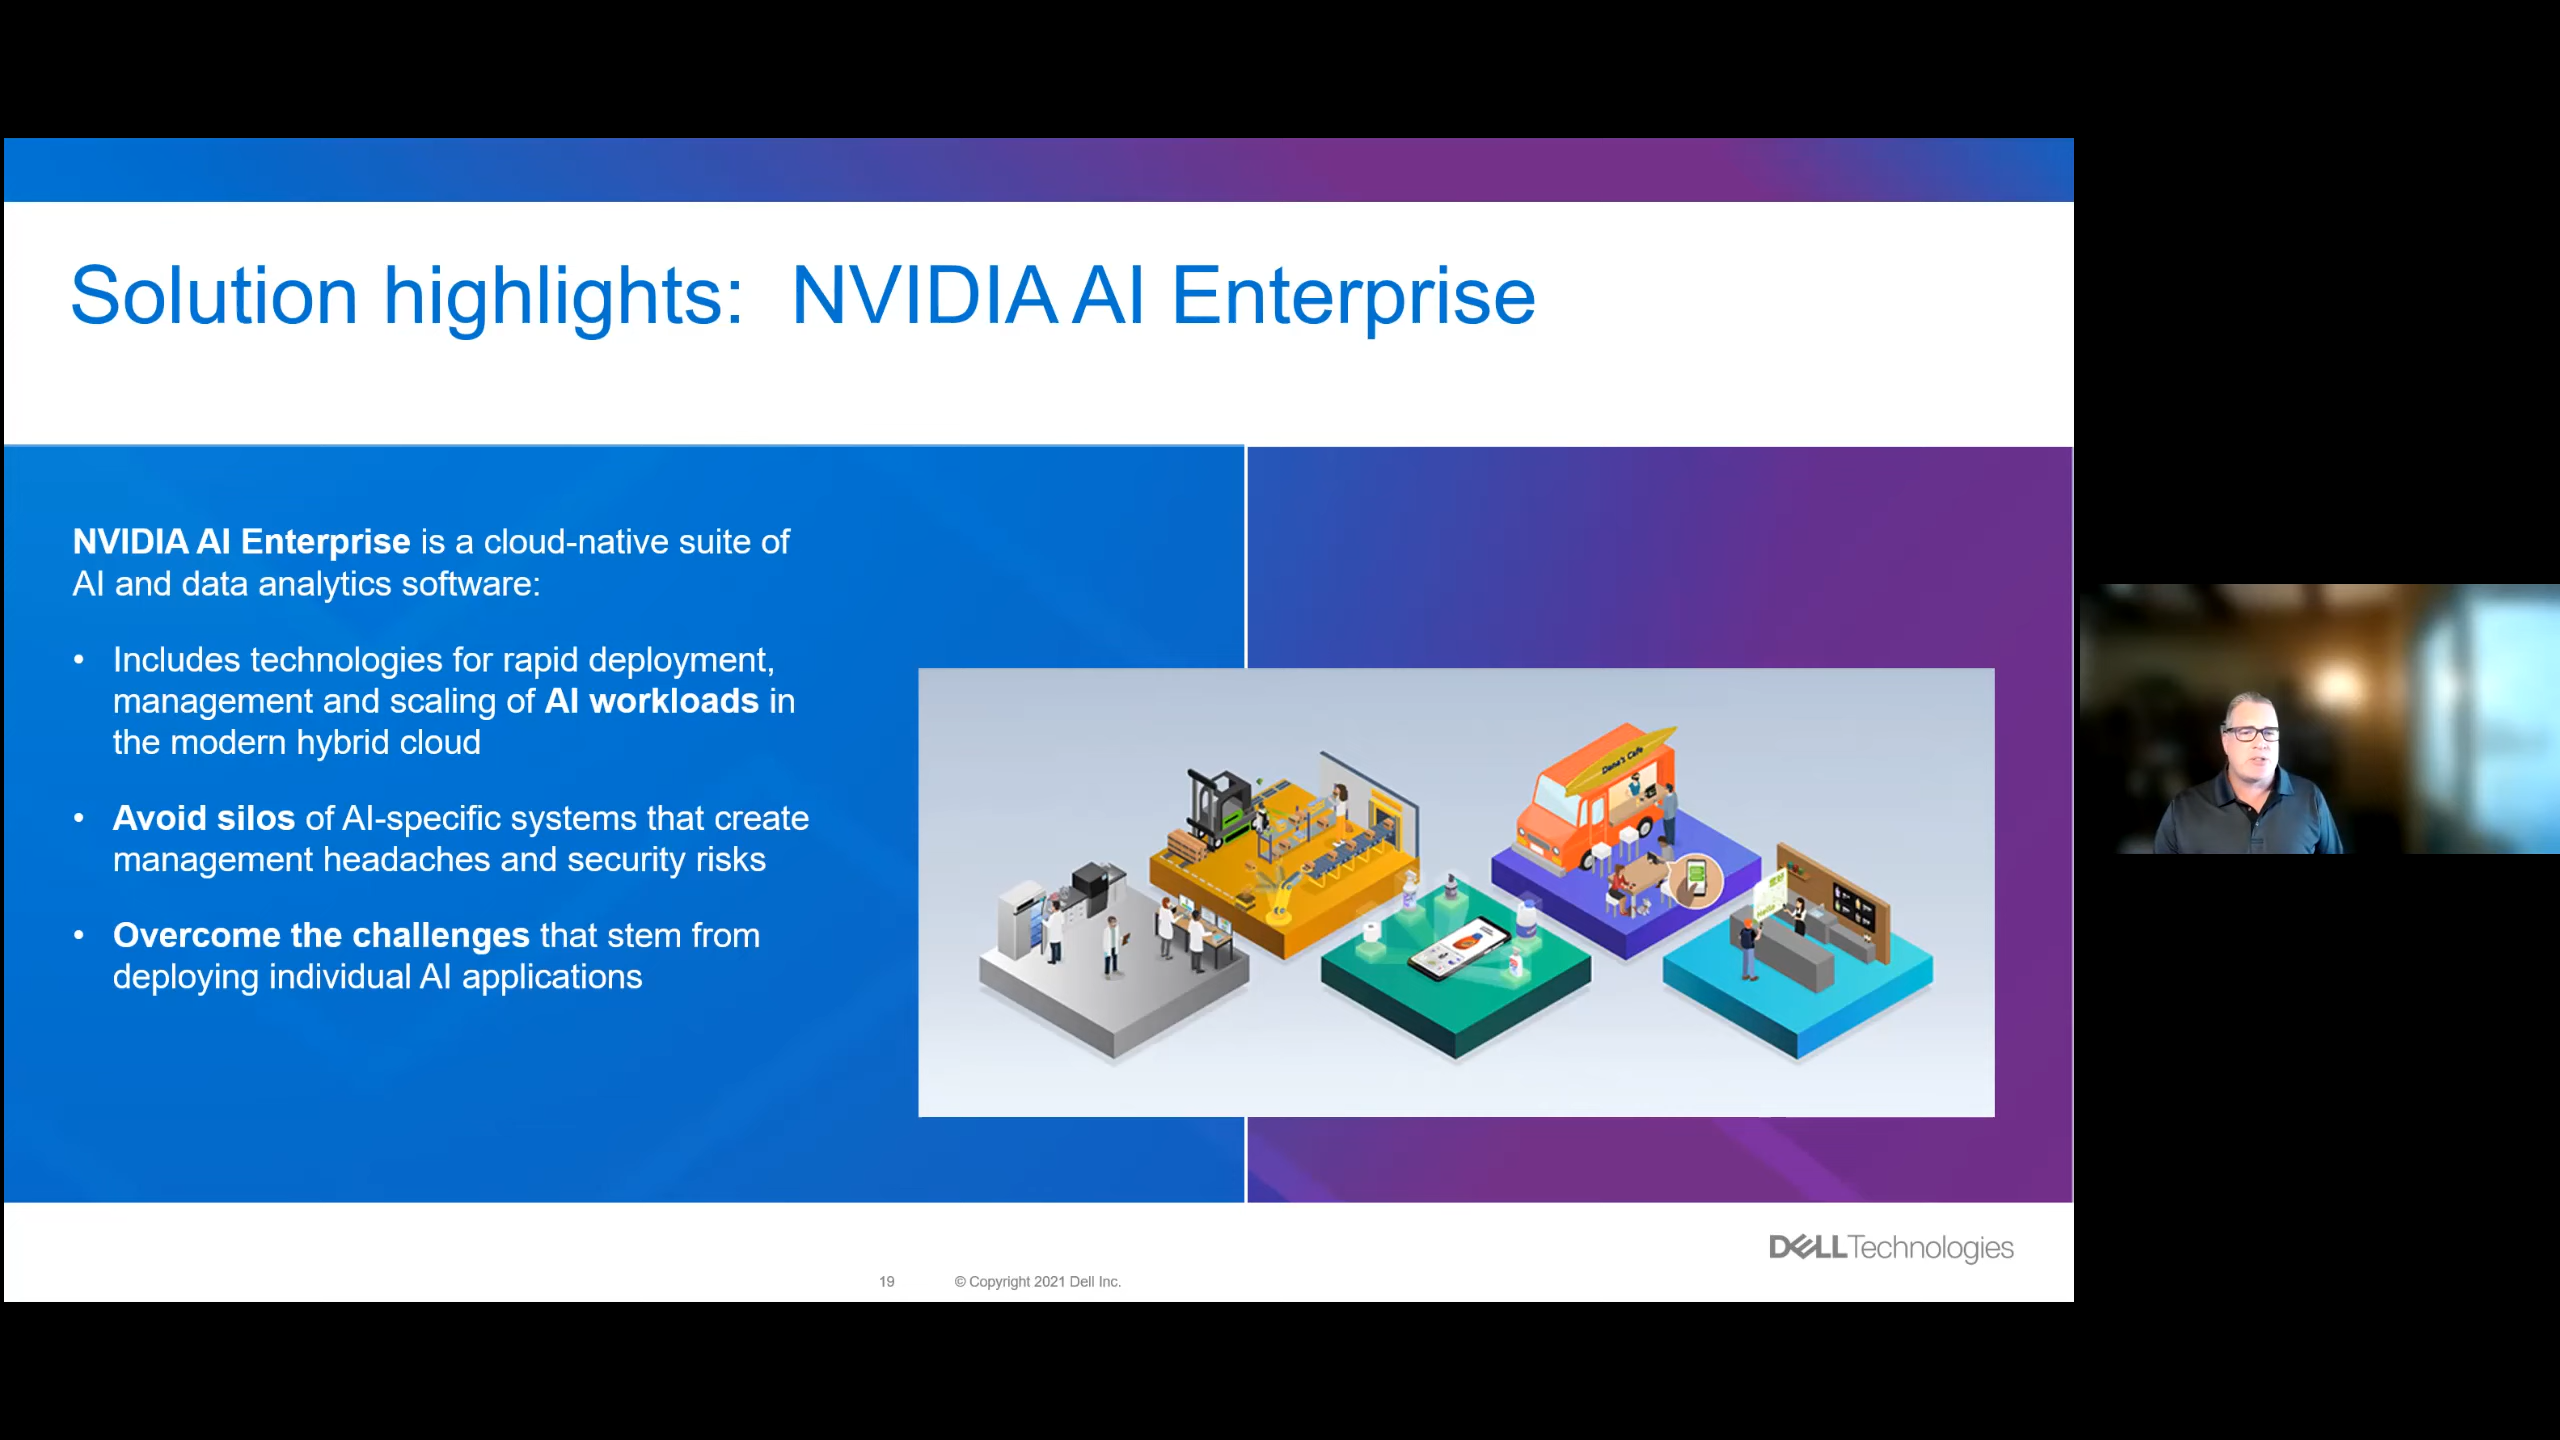 Solution highlights: NVIDIA AI Enterprise
NVIDIA AI Enterprise is a cloud-native suite of
AI and data analytics software:
• Includes technologies for rapid deployment,
management and scaling of AI workloads in
the modern hybrid cloud
• Avoid silos of AI-specific systems that create
management headaches and security risks
• Overcome the challenges that stem from
deploying individual AI applications
Dana's Cafe
19
© Copyright 2021 Dell Inc.
DELL Technologies